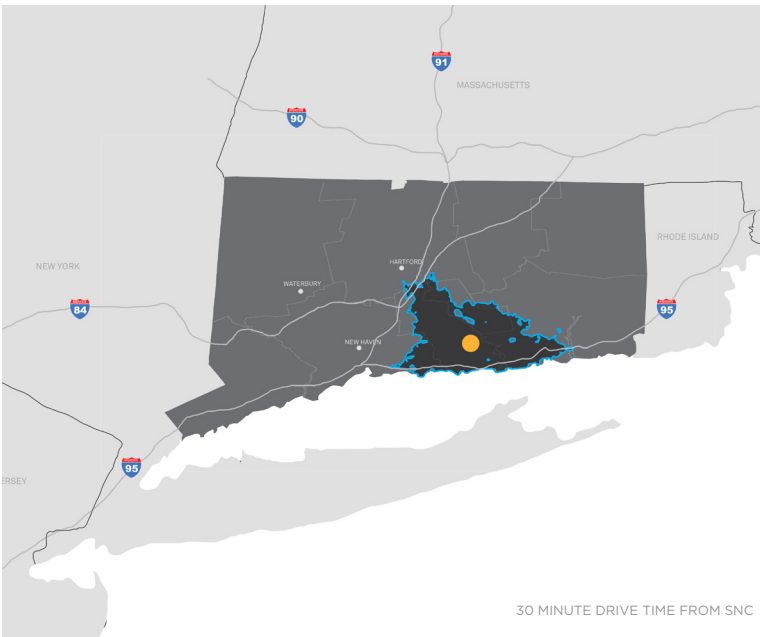 91
MASSACHUSETTS
90
RHODE ISLAND
HARTFORD
NEW YORK
WATERBURY
84
95
NEW HAVEN
95
ERSEY
30 MINUTE DRIVE TIME FROM SNC